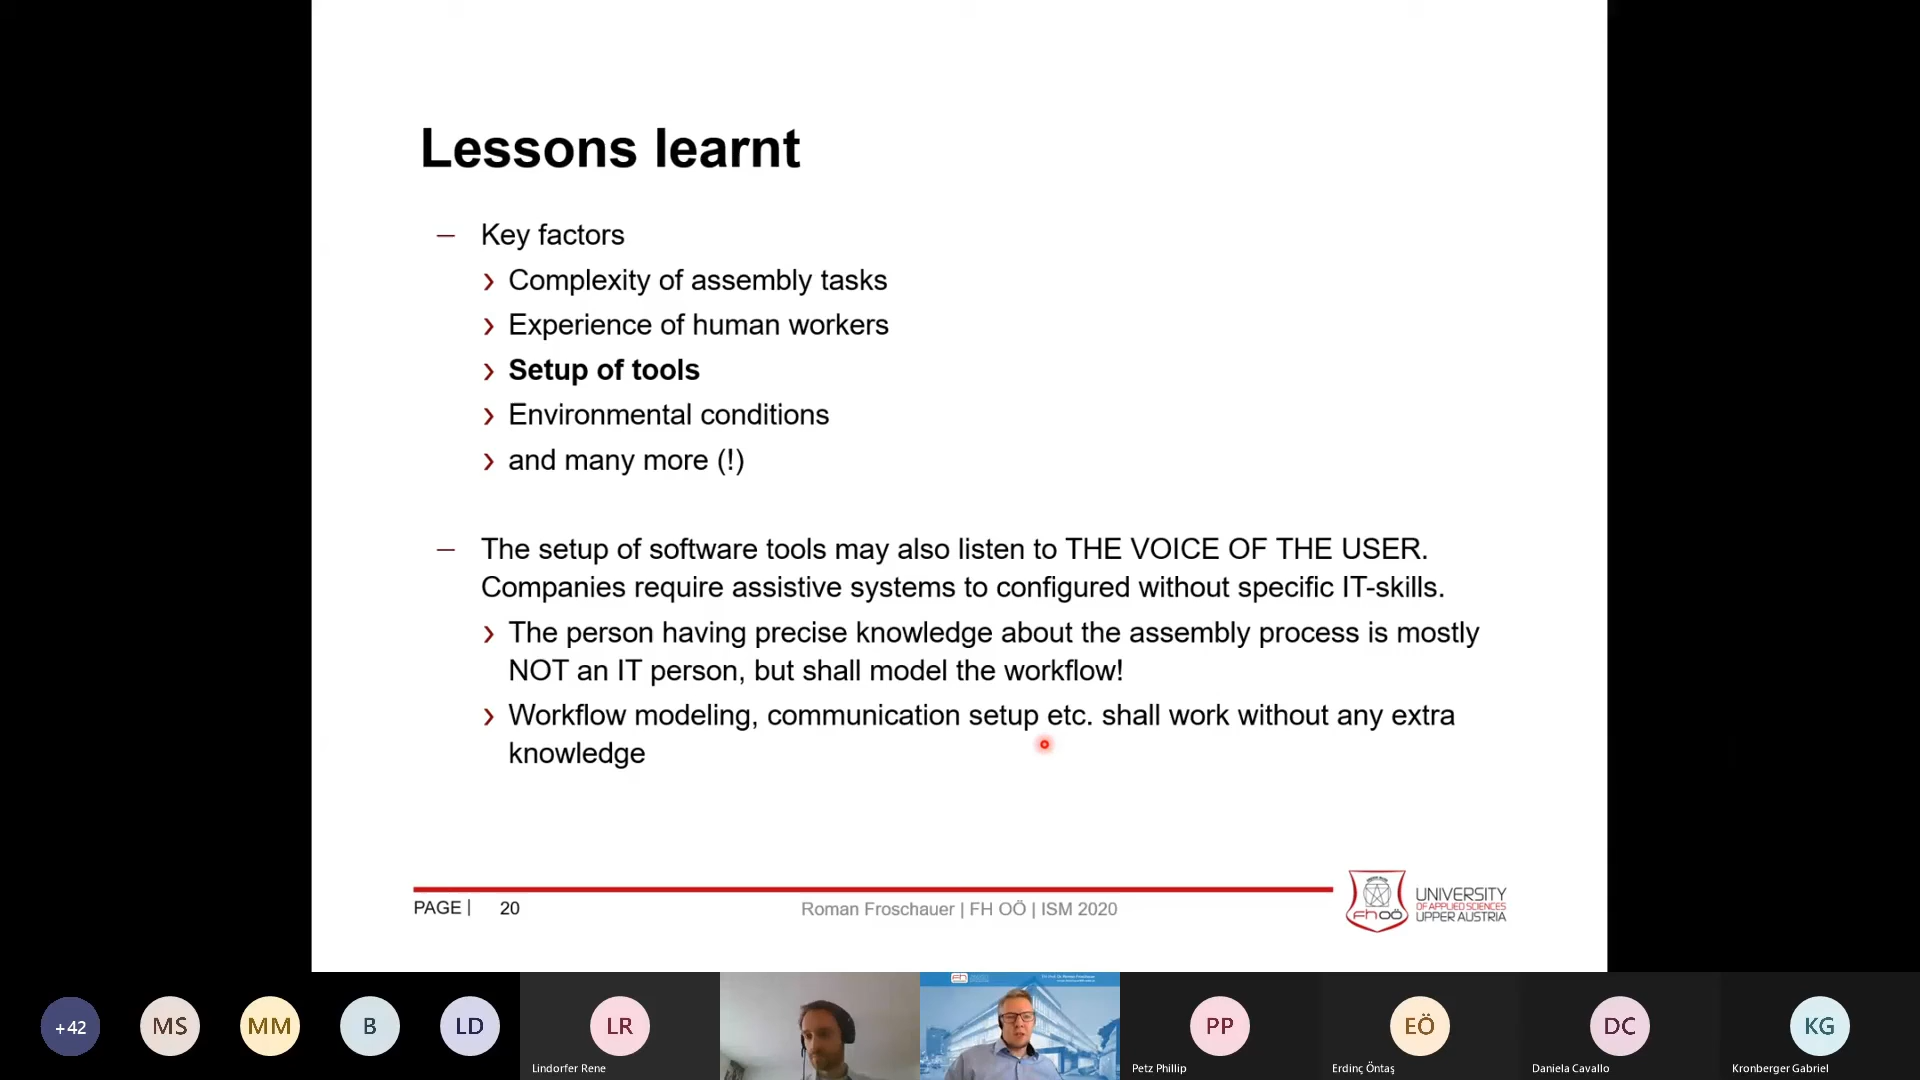 Lessons learnt
– Key factors
› Complexity of assembly tasks
› Experience of human workers
› Setup of tools
› Environmental conditions
› and many more (!)
– The setup of software tools may also listen to THE VOICE OF THE USER.
Companies require assistive systems to configured without specific IT-skills.
› The person having precise knowledge about the assembly process is mostly
NOT an IT person, but shall model the workflow!
› Workflow modeling, communication setup etc. shall work without any extra
knowledge
PAGE | 20
Roman Froschauer | FH OÖ | ISM 2020
fh oö
UNIVERSITY
OF APPLIED SCIENCES
UPPER AUSTRIA
+42
MS
MM
B
LD
LR
Lindorfer Rene
PP
Petz Phillip
EÖ
Erdinç Öntaş
DC
Daniela Cavallo
KG
Kronberger Gabriel